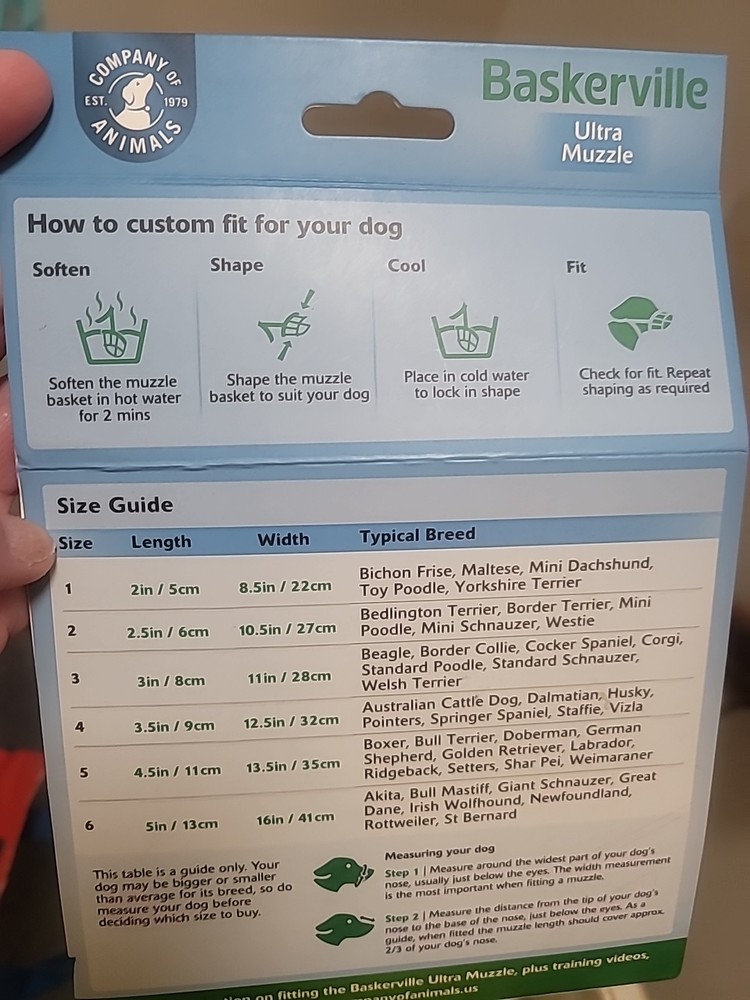 COMPANY OF
EST. 1979
ANIMALS
Baskerville
Ultra
Muzzle
How to custom fit for your dog
Soften
Soften the muzzle
basket in hot water
for 2 mins
Shape
Shape the muzzle
basket to suit your dog
Cool
Place in cold water
to lock in shape
Fit
Check for fit. Repeat
shaping as required
Size Guide
Size Length Width Typical Breed
1 2in / 5cm 8.5in / 22cm Bichon Frise, Maltese, Mini Dachshund,
Toy Poodle, Yorkshire Terrier
2 2.5in / 6cm 10.5in / 27cm Bedlington Terrier, Border Terrier, Mini
Poodle, Mini Schnauzer, Westie
3 3in / 8cm 11in / 28cm Beagle, Border Collie, Cocker Spaniel, Corgi,
Standard Poodle, Standard Schnauzer,
Welsh Terrier
4 3.5in / 9cm 12.5in / 32cm Australian Cattle Dog, Dalmatian, Husky,
Pointers, Springer Spaniel, Staffie, Vizla
5 4.5in / 11cm 13.5in / 35cm Boxer, Bull Terrier, Doberman, German
Shepherd, Golden Retriever, Labrador,
Ridgeback, Setters, Shar Pei, Weimaraner
6 5in / 13cm 16in / 41cm Akita, Bull Mastiff, Giant Schnauzer, Great
Dane, Irish Wolfhound, Newfoundland,
Rottweiler, St Bernard
This table is a guide only. Your
dog may be bigger or smaller
than average for its breed, so do
measure your dog before
deciding which size to buy.
Measuring your dog
Step 1 | Measure around the widest part of your dog's
nose, usually just below the eyes. The width measurement
is the most important when fitting a muzzle.
Step 2 | Measure the distance from the tip of your dog's
nose to the base of the nose, just below the eyes. As a
guide, when fitted the muzzle length should cover approx.
2/3 of your dog's nose.
on fitting the Baskerville Ultra Muzzle, plus training videos,
ofanimals.us